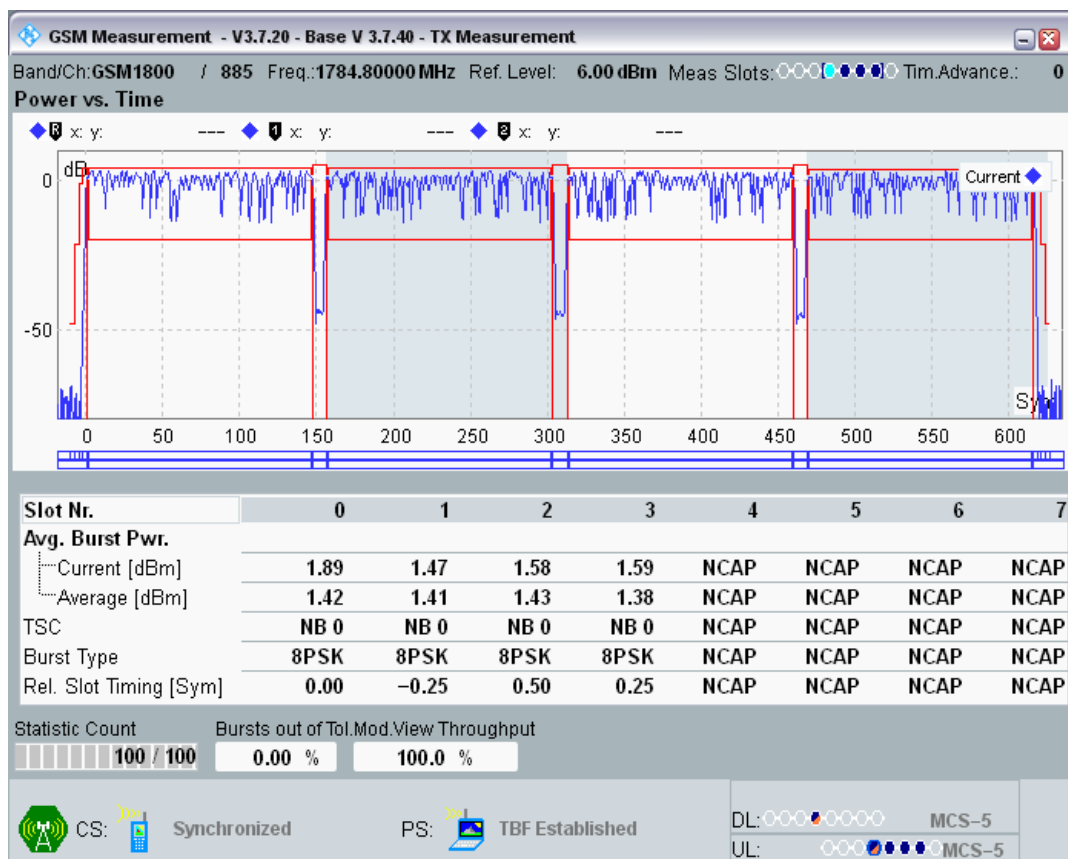 GSM Measurement - V3.7.20 - Base V 3.7.40 - TX Measurement
Band/Ch:GSM1800 / 885 Freq.:1784.80000 MHz Ref. Level: 6.00 dBm Meas Slots: Tim.Advance.: 0
Power vs. Time
R x: y: --- 1 x: y: --- 2 x: y: ---
dB
Current
0
-50
Sym
0 50 100 150 200 250 300 350 400 450 500 550 600
Slot Nr. 0 1 2 3 4 5 6 7
Avg. Burst Pwr.
Current [dBm] 1.89 1.47 1.58 1.59 NCAP NCAP NCAP NCAP
Average [dBm] 1.42 1.41 1.43 1.38 NCAP NCAP NCAP NCAP
TSC NB 0 NB 0 NB 0 NB 0 NCAP NCAP NCAP NCAP
Burst Type 8PSK 8PSK 8PSK 8PSK NCAP NCAP NCAP NCAP
Rel. Slot Timing [Sym] 0.00 −0.25 0.50 0.25 NCAP NCAP NCAP NCAP
Statistic Count Bursts out of Tol.Mod.View Throughput
100 / 100 0.00 % 100.0 %
CS: Synchronized PS: TBF Established
DL: MCS−5
UL: MCS−5